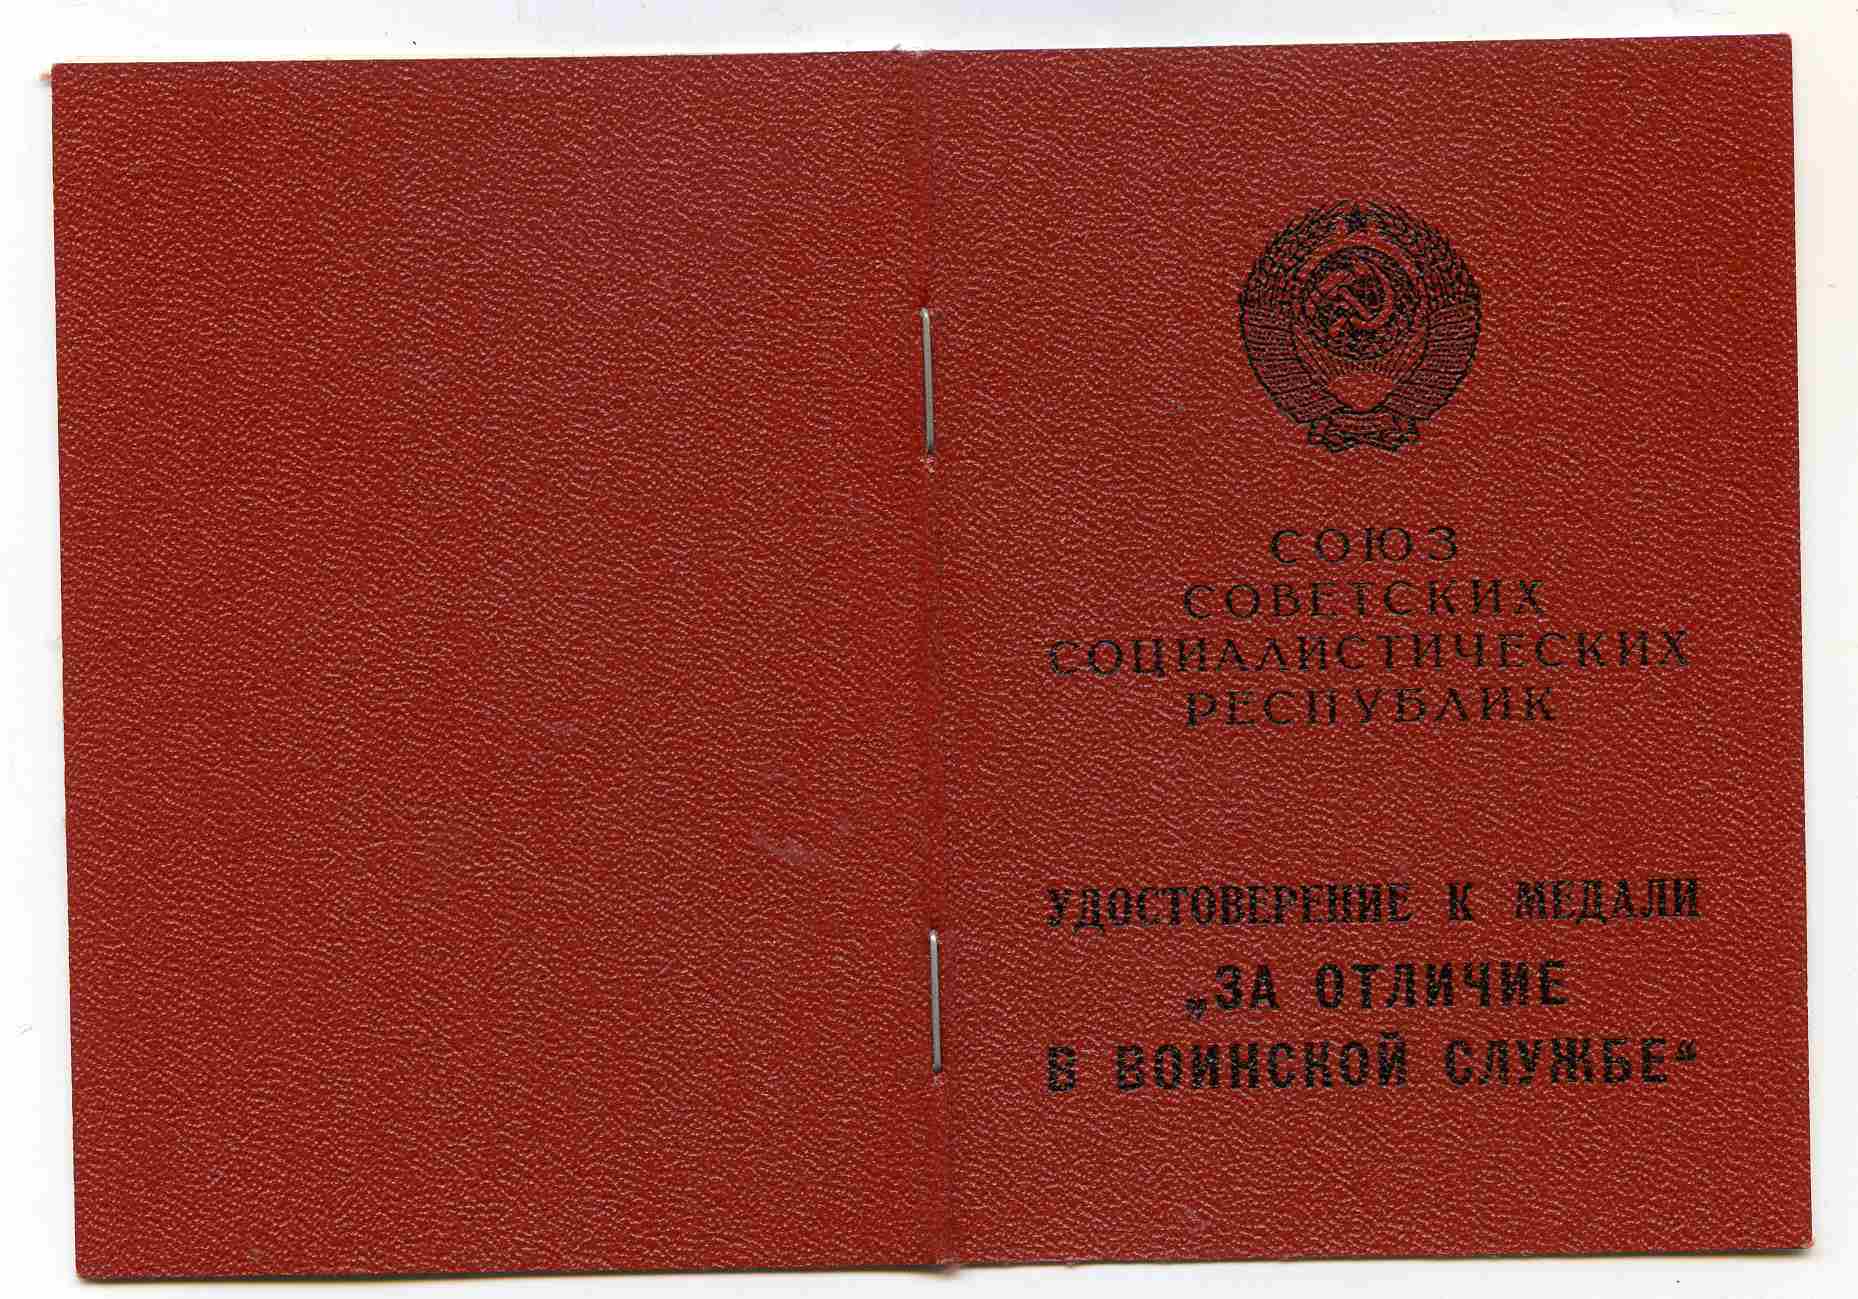 СОЮЗ
СОВЕТСКИХ
СОЦИАЛИСТИЧЕСКИХ
РЕСПУБЛИК
УДОСТОВЕРЕНИЕ К МЕДАЛИ
„ЗА ОТЛИЧИЕ
В ВОИНСКОЙ СЛУЖБЕ“